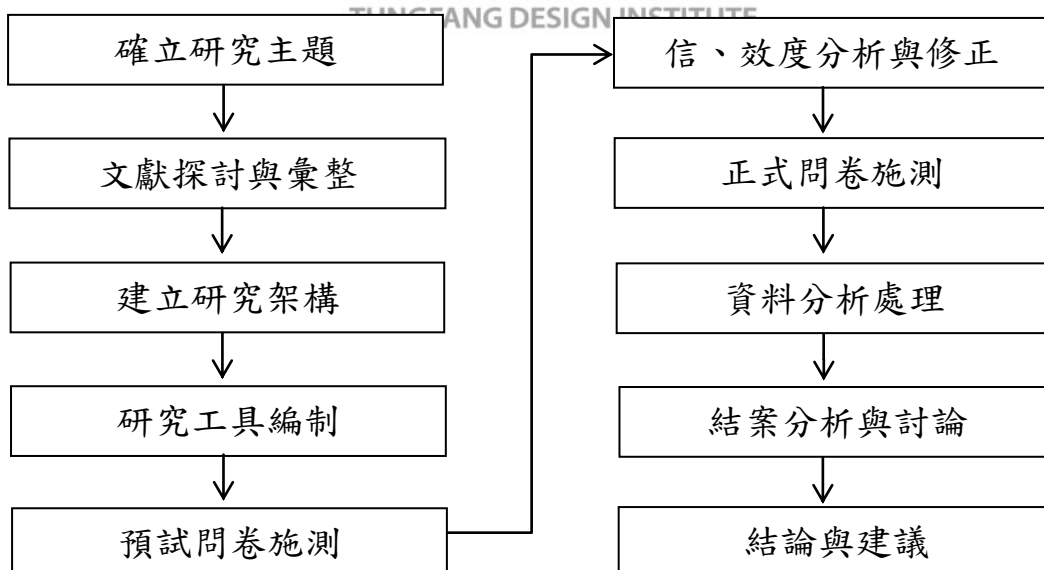 TUNGFANG DESIGN INSTITUTE
確立研究主題
文獻探討與彙整
建立研究架構
研究工具編制
預試問卷施測
信、效度分析與修正
正式問卷施測
資料分析處理
結案分析與討論
結論與建議